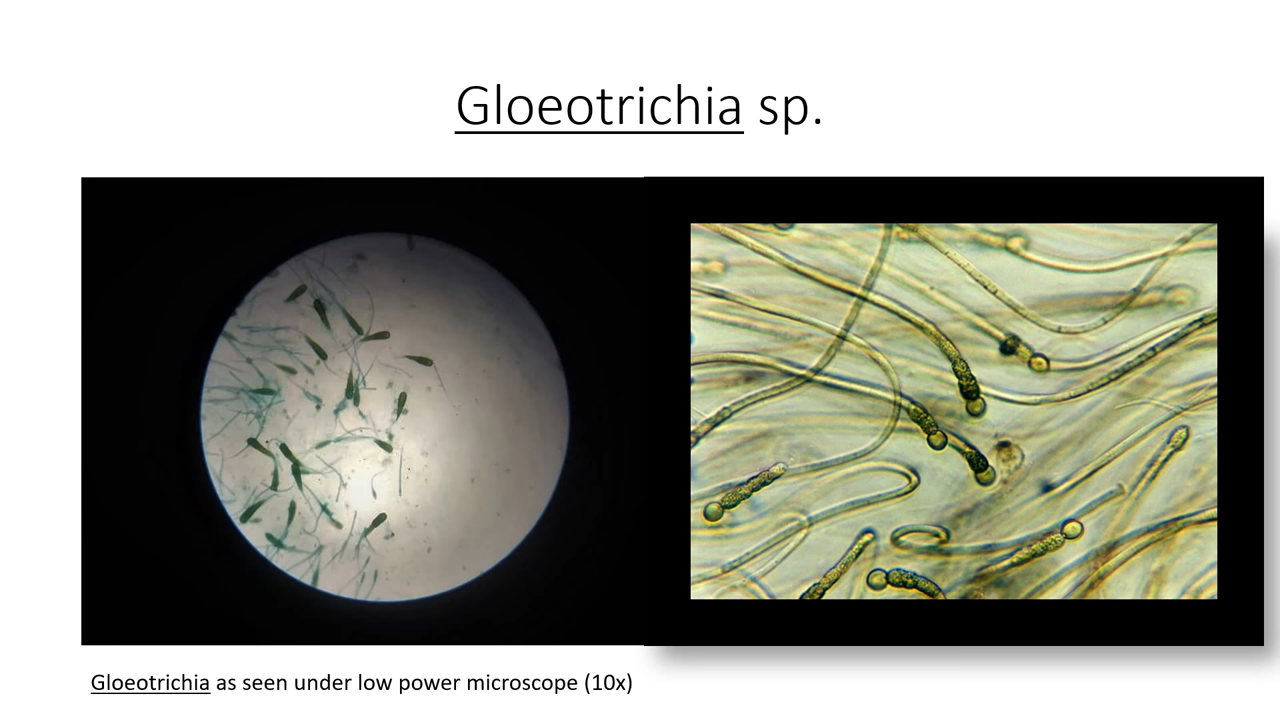 Gloeotrichia sp.
Gloeotrichia as seen under low power microscope (10x)